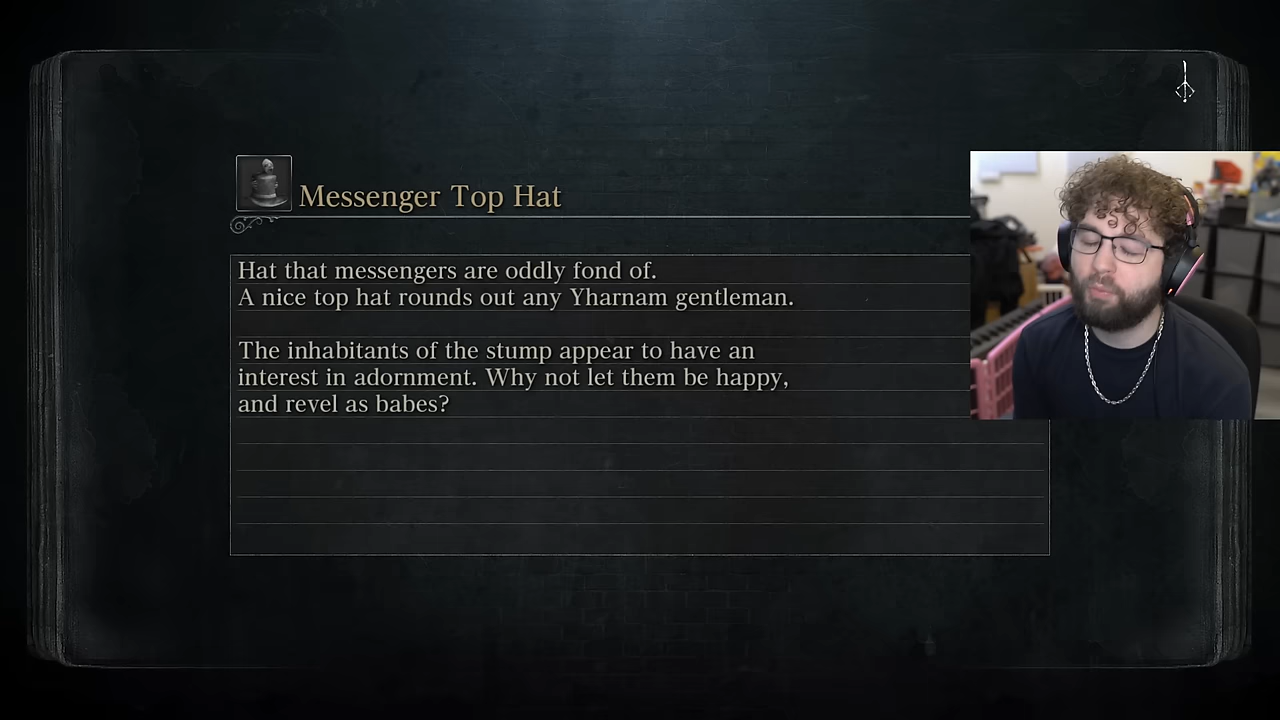 Messenger Top Hat
Hat that messengers are oddly fond of.
A nice top hat rounds out any Yharnam gentleman.
The inhabitants of the stump appear to have an
interest in adornment. Why not let them be happy,
and revel as babes?